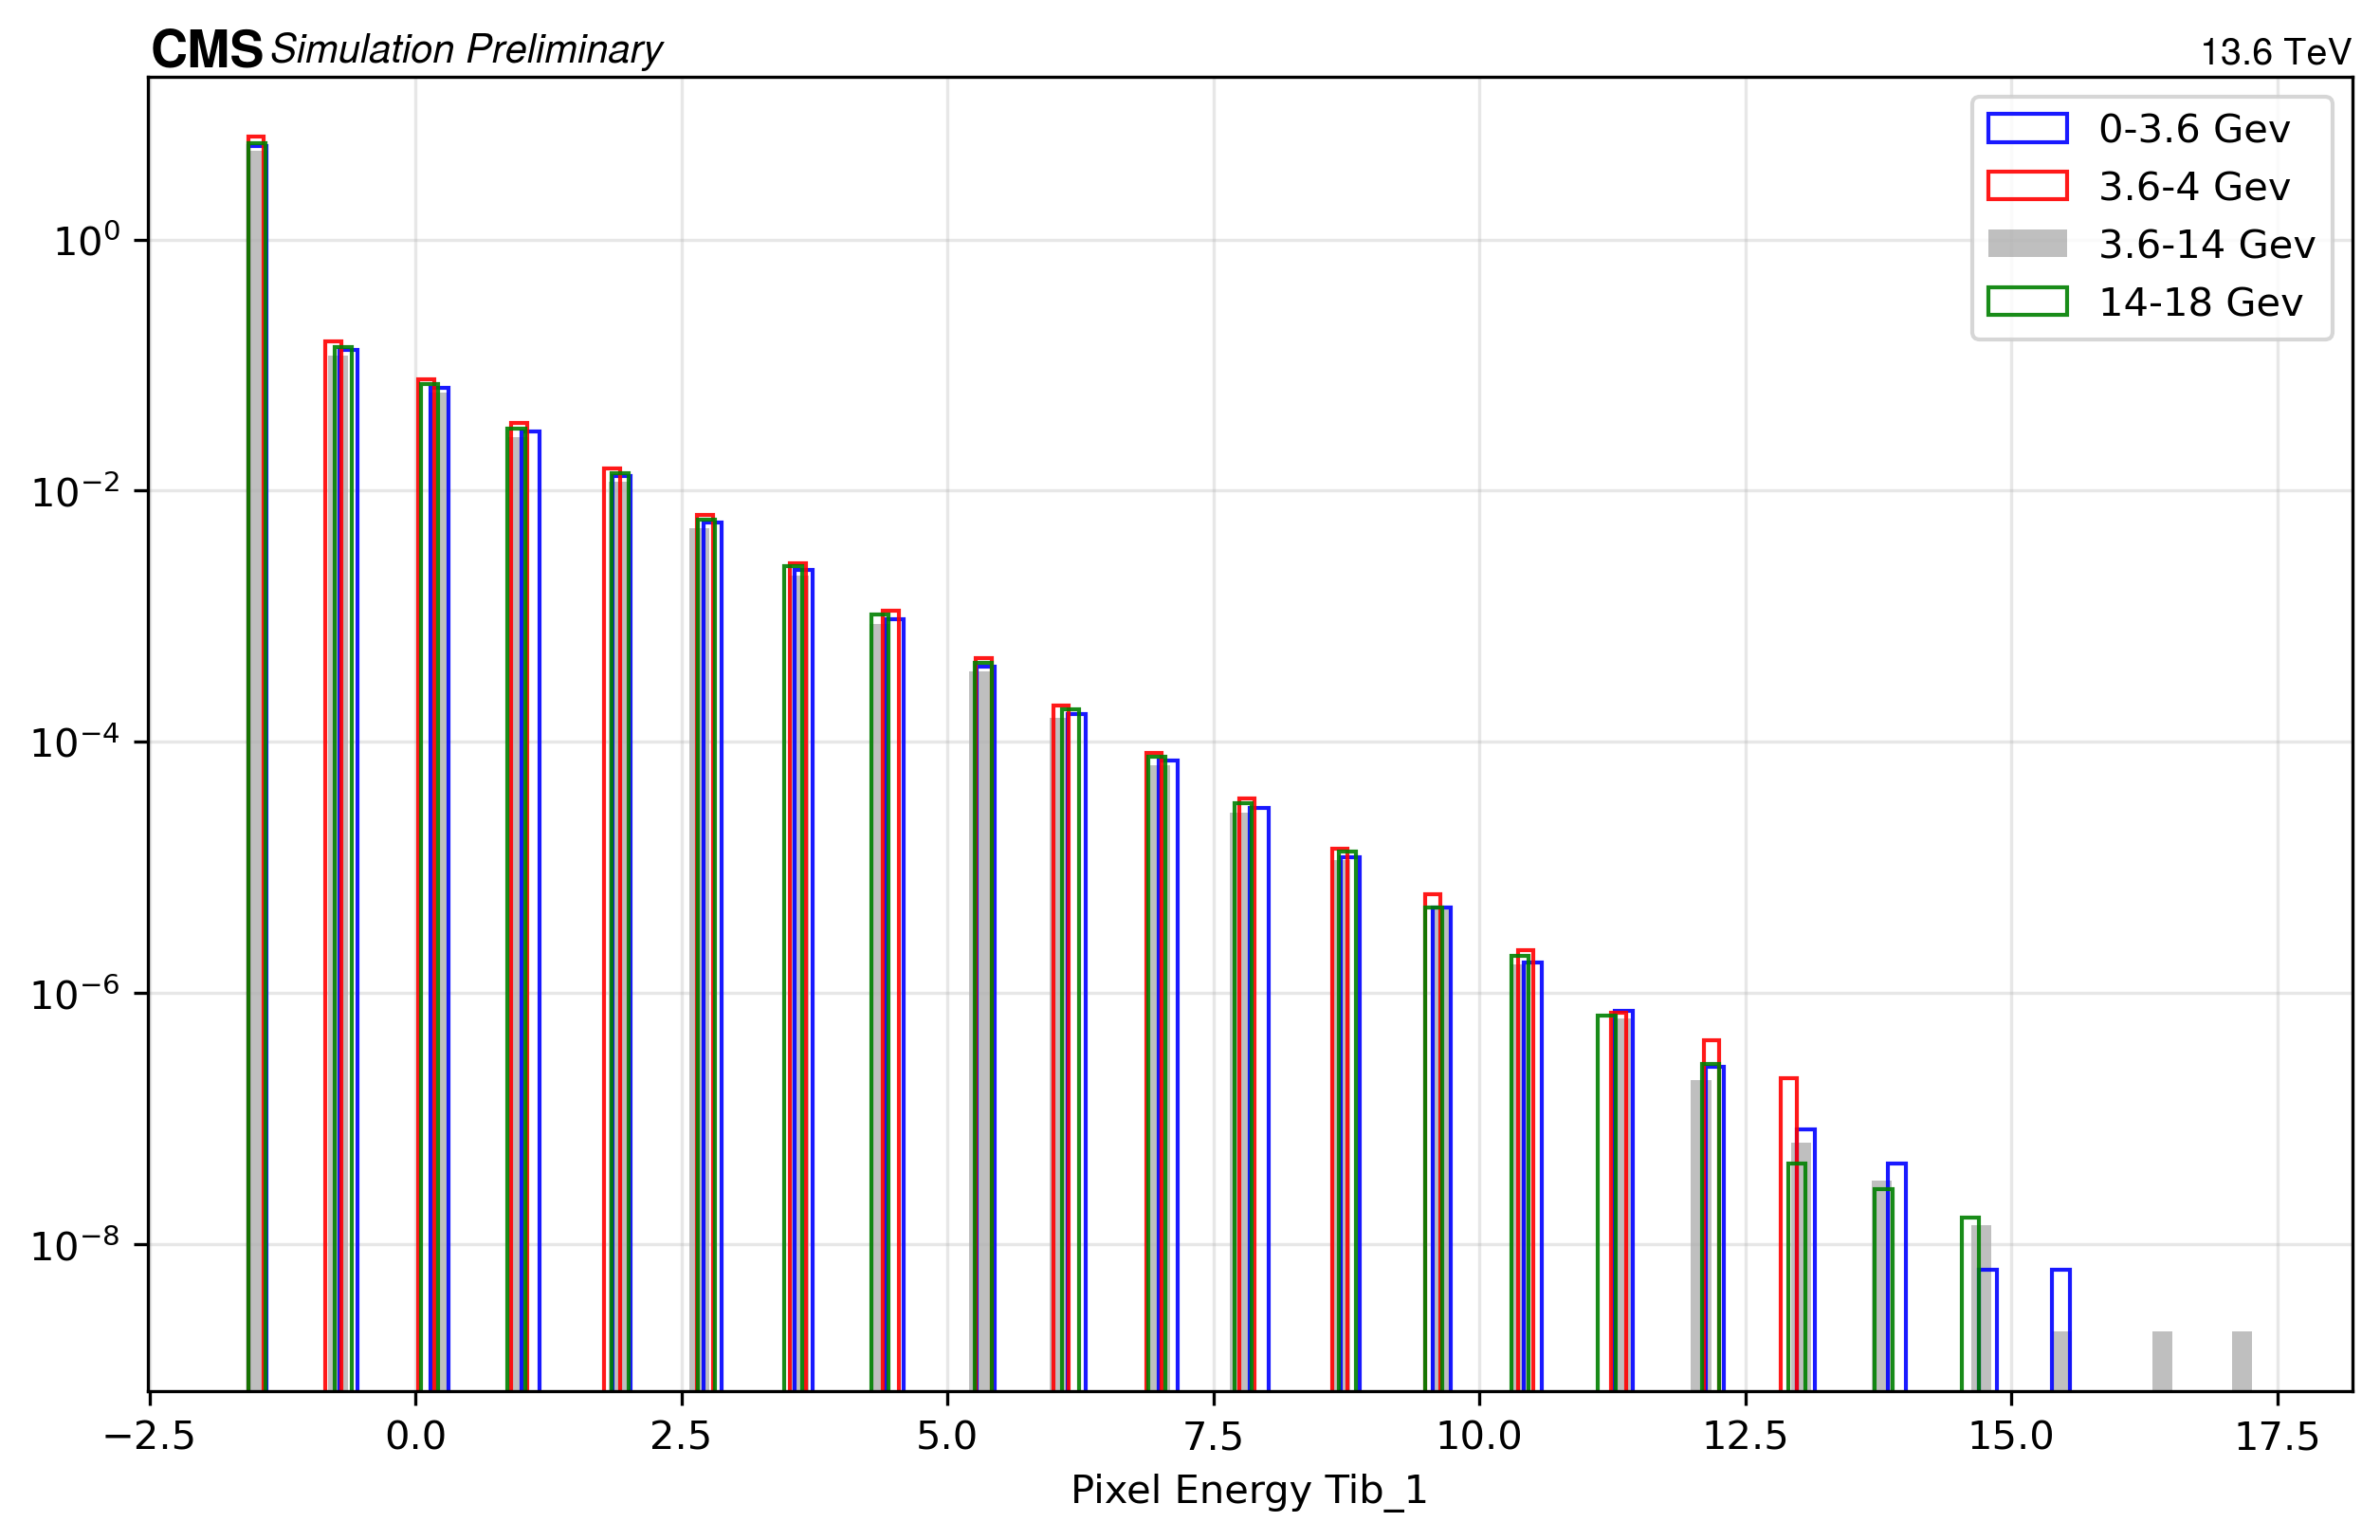 CMS Simulation Preliminary 13.6 TeV
0-3.6 Gev
3.6-4 Gev
3.6-14 Gev
14-18 Gev
10⁰
10⁻²
10⁻⁴
10⁻⁶
10⁻⁸
−2.5 0.0 2.5 5.0 7.5 10.0 12.5 15.0 17.5
Pixel Energy Tib_1